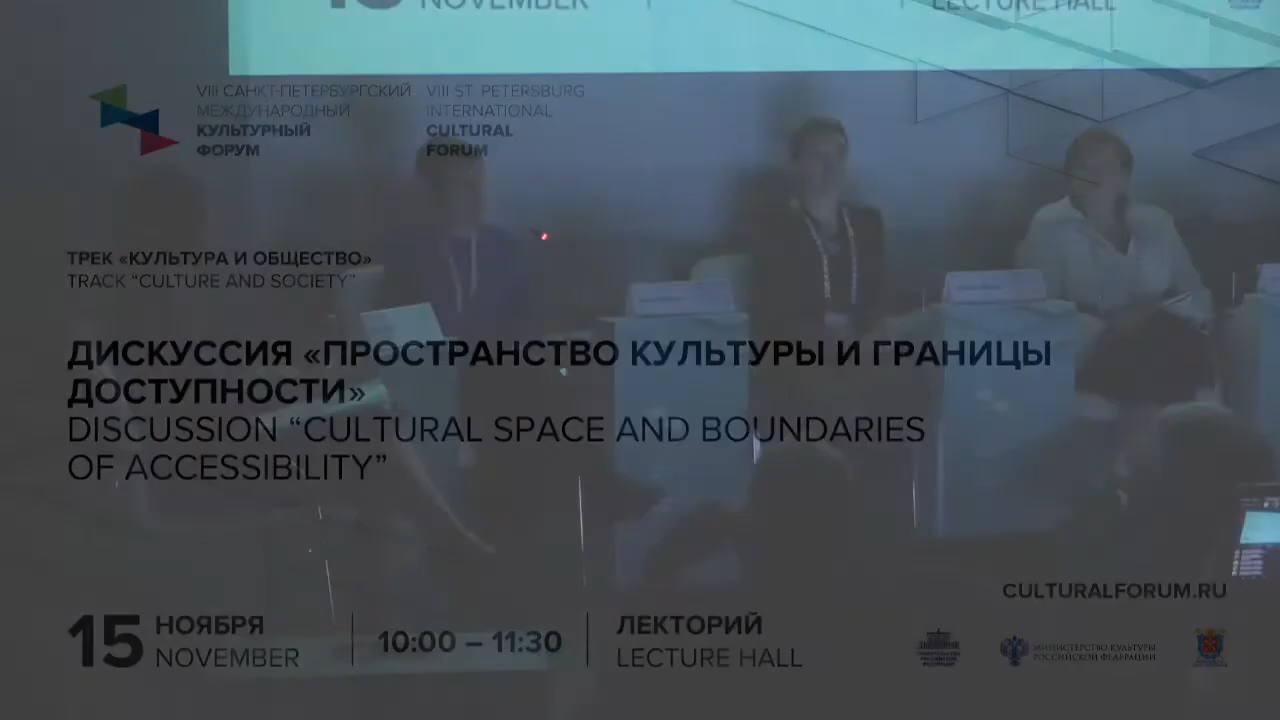 NOVEMBER
LECTURE HALL
VIII САНКТ-ПЕТЕРБУРГСКИЙ
МЕЖДУНАРОДНЫЙ
КУЛЬТУРНЫЙ
ФОРУМ
VIII ST. PETERSBURG
INTERNATIONAL
CULTURAL
FORUM
ТРЕК «КУЛЬТУРА И ОБЩЕСТВО»
TRACK “CULTURE AND SOCIETY”
ДИСКУССИЯ «ПРОСТРАНСТВО КУЛЬТУРЫ И ГРАНИЦЫ
ДОСТУПНОСТИ»
DISCUSSION “CULTURAL SPACE AND BOUNDARIES
OF ACCESSIBILITY”
CULTURALFORUM.RU
15 НОЯБРЯ
NOVEMBER
10:00 – 11:30
ЛЕКТОРИЙ
LECTURE HALL
МИНИСТЕРСТВО КУЛЬТУРЫ
РОССИЙСКОЙ ФЕДЕРАЦИИ